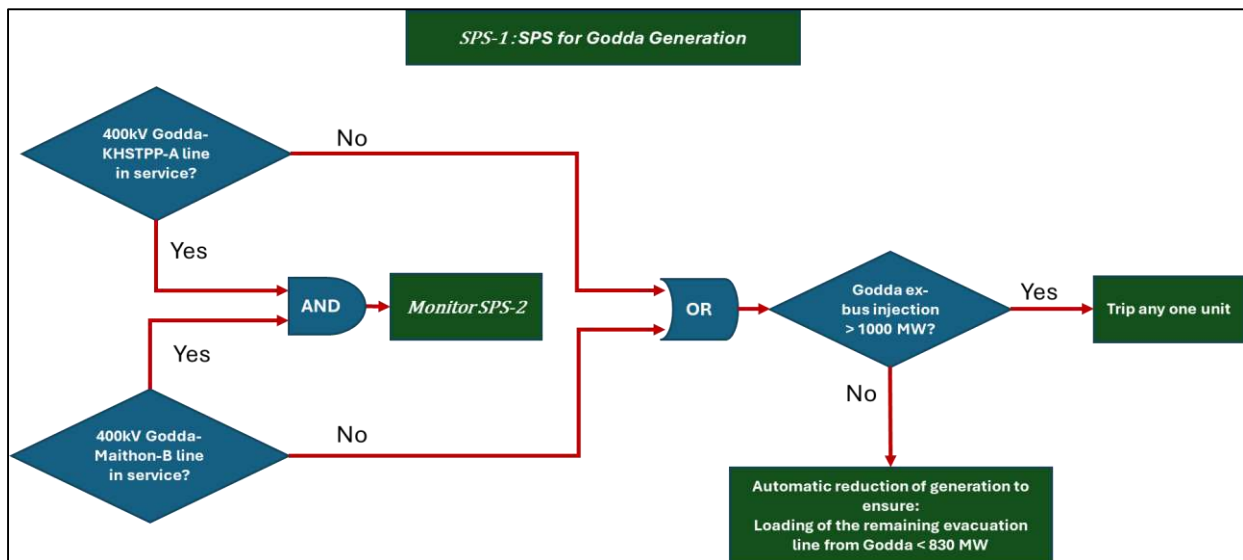 SPS-1:SPS for Godda Generation
400kV Godda-
KHSTPP-A line
in service?
No
Yes
AND
Monitor SPS-2
Yes
400kV Godda-
Maithon-B line
in service?
No
OR
Godda ex-
bus injection
> 1000 MW?
Yes
Trip any one unit
No
Automatic reduction of generation to
ensure:
Loading of the remaining evacuation
line from Godda < 830 MW